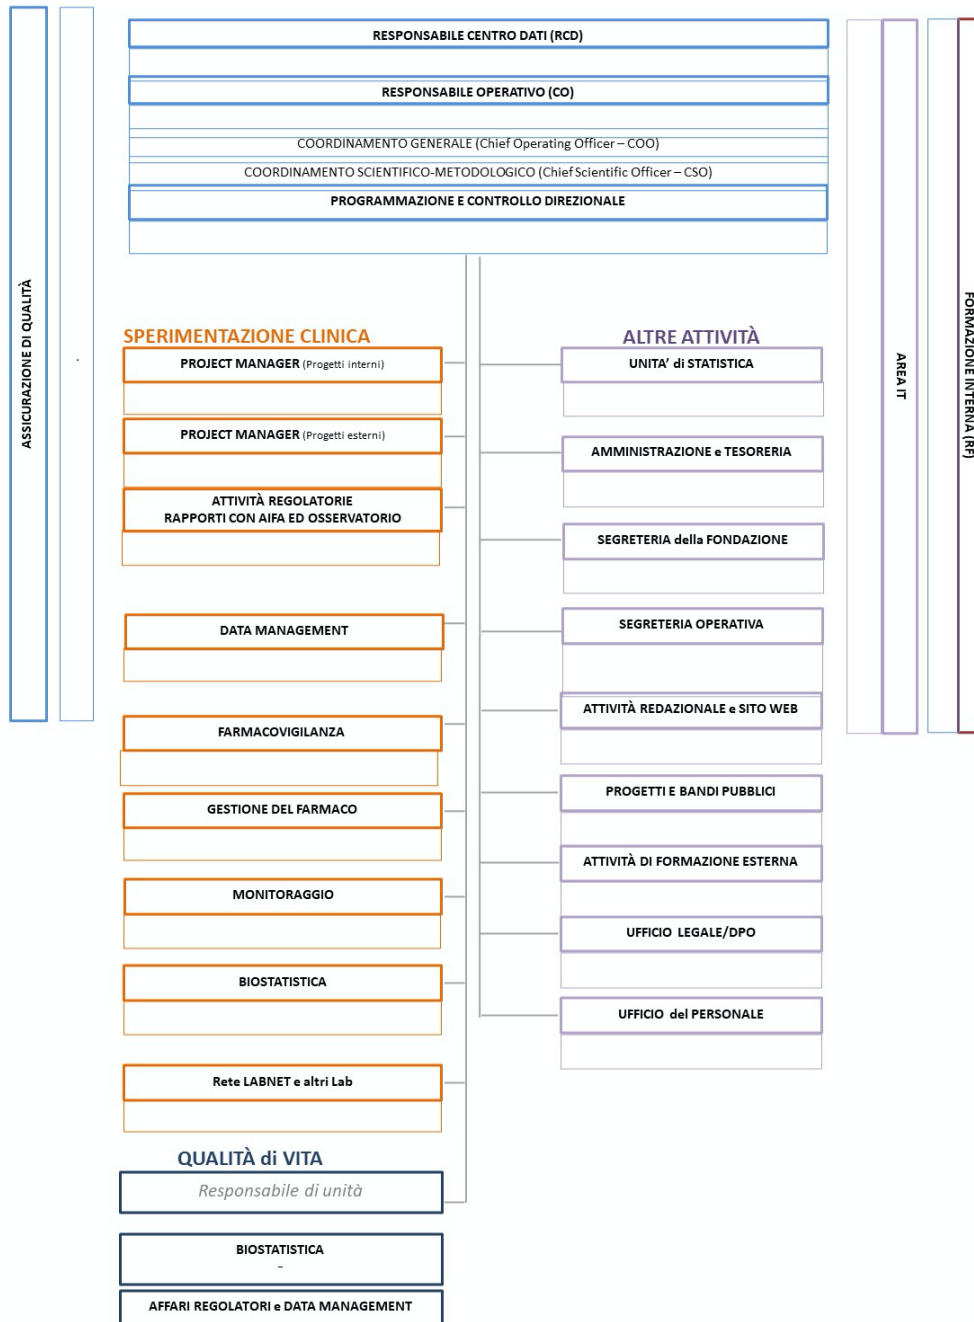 RESPONSABILE CENTRO DATI (RCD)
RESPONSABILE OPERATIVO (CO)
COORDINAMENTO GENERALE (Chief Operating Officer – COO)
COORDINAMENTO SCIENTIFICO-METODOLOGICO (Chief Scientific Officer – CSO)
PROGRAMMAZIONE E CONTROLLO DIREZIONALE
ASSICURAZIONE DI QUALITÀ
.
SPERIMENTAZIONE CLINICA
PROJECT MANAGER (Progetti interni)
PROJECT MANAGER (Progetti esterni)
ATTIVITÀ REGOLATORIE
RAPPORTI CON AIFA ED OSSERVATORIO
DATA MANAGEMENT
FARMACOVIGILANZA
GESTIONE DEL FARMACO
MONITORAGGIO
BIOSTATISTICA
Rete LABNET e altri Lab
QUALITÀ di VITA
Responsabile di unità
BIOSTATISTICA
–
AFFARI REGOLATORI e DATA MANAGEMENT
ALTRE ATTIVITÀ
UNITA' di STATISTICA
AMMINISTRAZIONE e TESORERIA
SEGRETERIA della FONDAZIONE
SEGRETERIA OPERATIVA
ATTIVITÀ REDAZIONALE e SITO WEB
PROGETTI E BANDI PUBBLICI
ATTIVITÀ DI FORMAZIONE ESTERNA
UFFICIO LEGALE/DPO
UFFICIO del PERSONALE
AREA IT
FORMAZIONE INTERNA (RF)